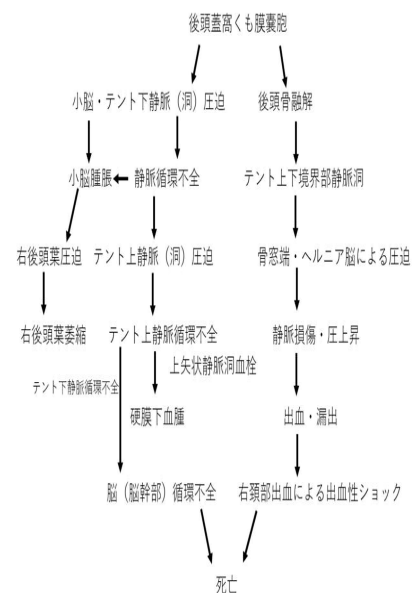 後頭蓋窩くも膜嚢胞
小脳・テント下静脈（洞）圧迫
後頭骨融解
小脳腫脹
静脈循環不全
テント上下境界部静脈洞
右後頭葉圧迫
テント上静脈（洞）圧迫
骨窓端・ヘルニア脳による圧迫
右後頭葉萎縮
テント上静脈循環不全
静脈損傷・圧上昇
上矢状静脈洞血栓
テント下静脈循環不全
硬膜下血腫
出血・漏出
脳（脳幹部）循環不全
右頚部出血による出血性ショック
死亡